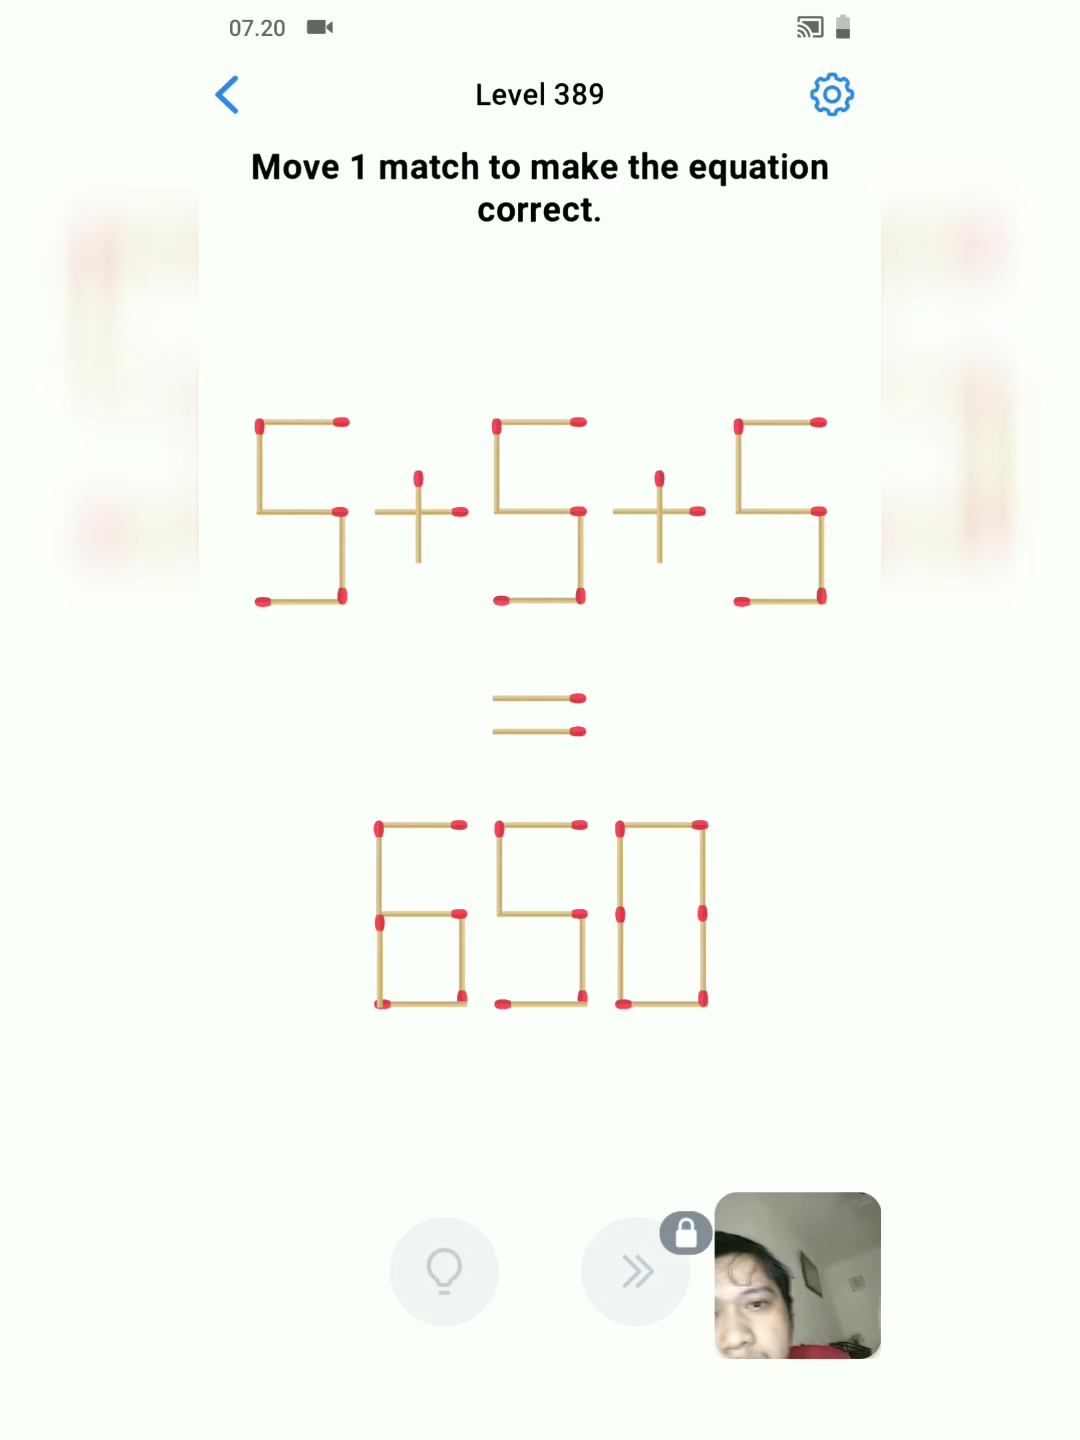 07.20
Level 389
Move 1 match to make the equation
correct.
5+5+5
=
650